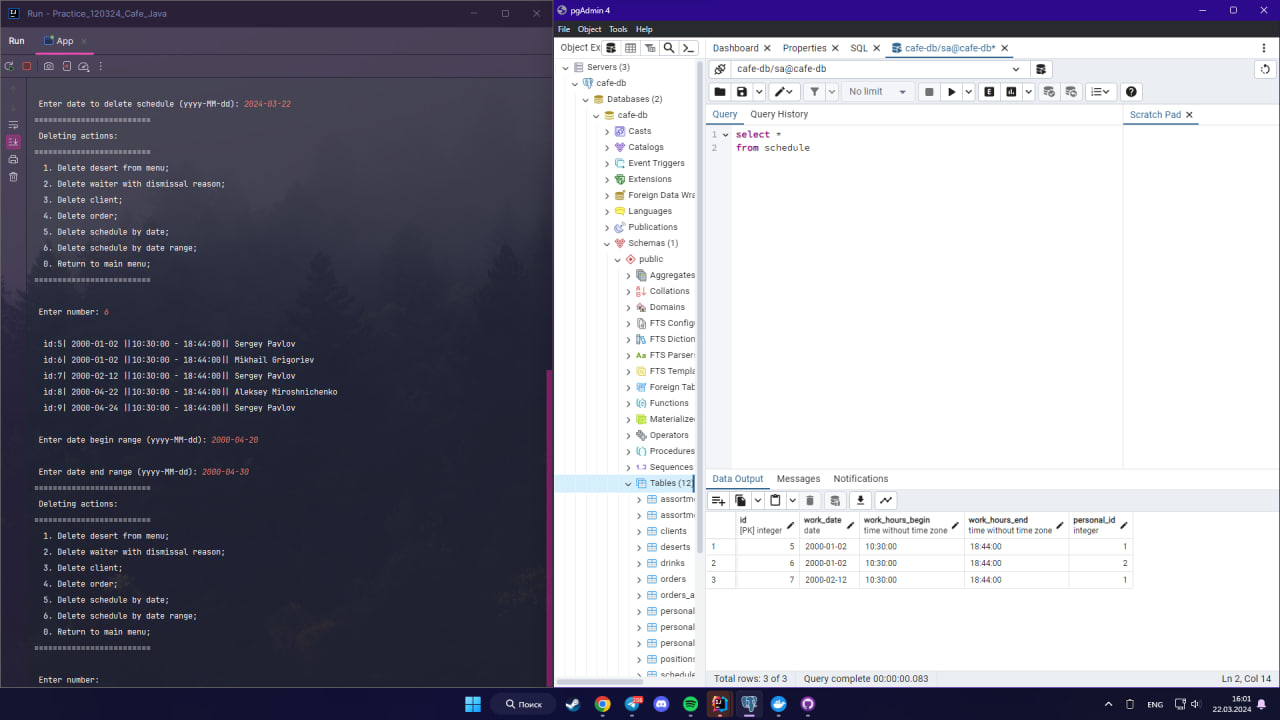 Run - Practice_120324_Cafe_Java
Run
App
Enter date to delete schedule (yyyy-MM-dd): 2024-03-22
=========================
Deleting actions:
=========================
1. Delete desert from menu;
2. Delete waiter with dismissal reason;
3. Delete client;
4. Delete order;
5. Delete schedule by date;
6. Delete schedule by date range;
0. Return to main menu;
=========================
Enter number: 6
id:5| 2000-01-02 ||10:30:00 - 18:44:00|| Sergey Pavlov
id:6| 2000-01-02 ||10:30:00 - 18:44:00|| Mikhail Grigoriev
id:7| 2000-02-12 ||10:30:00 - 18:44:00|| Sergey Pavlov
id:8| 2000-04-22 ||10:30:00 - 18:44:00|| Aleksey Miroshnichenko
id:9| 2000-04-24 ||10:30:00 - 18:44:00|| Sergey Pavlov
Enter date begin range (yyyy-MM-dd): 2000-04-20
Enter date end range (yyyy-MM-dd): 2000-04-30
=========================
Deleting actions:
=========================
1. Delete desert from menu;
2. Delete waiter with dismissal reason;
3. Delete client;
4. Delete order;
5. Delete schedule by date;
6. Delete schedule by date range;
0. Return to main menu;
=========================
Enter number:
pgAdmin 4
File Object Tools Help
Object Ex
Servers (3)
cafe-db
Databases (2)
cafe-db
Casts
Catalogs
Event Triggers
Extensions
Foreign Data Wra
Languages
Publications
Schemas (1)
public
Aggregates
Collations
Domains
FTS Config
FTS Diction
FTS Parsers
FTS Templa
Foreign Tab
Functions
Materialize
Operators
Procedures
1..3 Sequences
Tables (12)
assortme
assortme
clients
deserts
drinks
orders
orders_a
personal
personal
personal
positions
schedule
Dashboard Properties SQL cafe-db/sa@cafe-db*
cafe-db/sa@cafe-db
No limit
Query Query History
Scratch Pad
1 select *
2 from schedule
Data Output Messages Notifications
id work_date work_hours_begin work_hours_end personal_id
[PK] integer date time without time zone time without time zone integer
1 5 2000-01-02 10:30:00 18:44:00 1
2 6 2000-01-02 10:30:00 18:44:00 2
3 7 2000-02-12 10:30:00 18:44:00 1
Total rows: 3 of 3 Query complete 00:00:00.083 Ln 2, Col 14
Поиск
ENG
16:01
22.03.2024